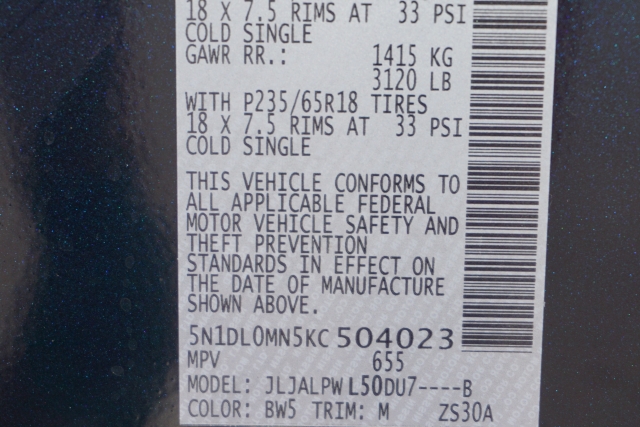 18 X 7.5 RIMS AT 33 PSI
COLD SINGLE
GAWR RR.: 1415 KG
3120 LB
WITH P235/65R18 TIRES
18 X 7.5 RIMS AT 33 PSI
COLD SINGLE
THIS VEHICLE CONFORMS TO
ALL APPLICABLE FEDERAL
MOTOR VEHICLE SAFETY AND
THEFT PREVENTION
STANDARDS IN EFFECT ON
THE DATE OF MANUFACTURE
SHOWN ABOVE.
5N1DL0MN5KC504023
MPV 655
MODEL: JLJALPWL50DU7----B
COLOR: BW5 TRIM: M ZS30A